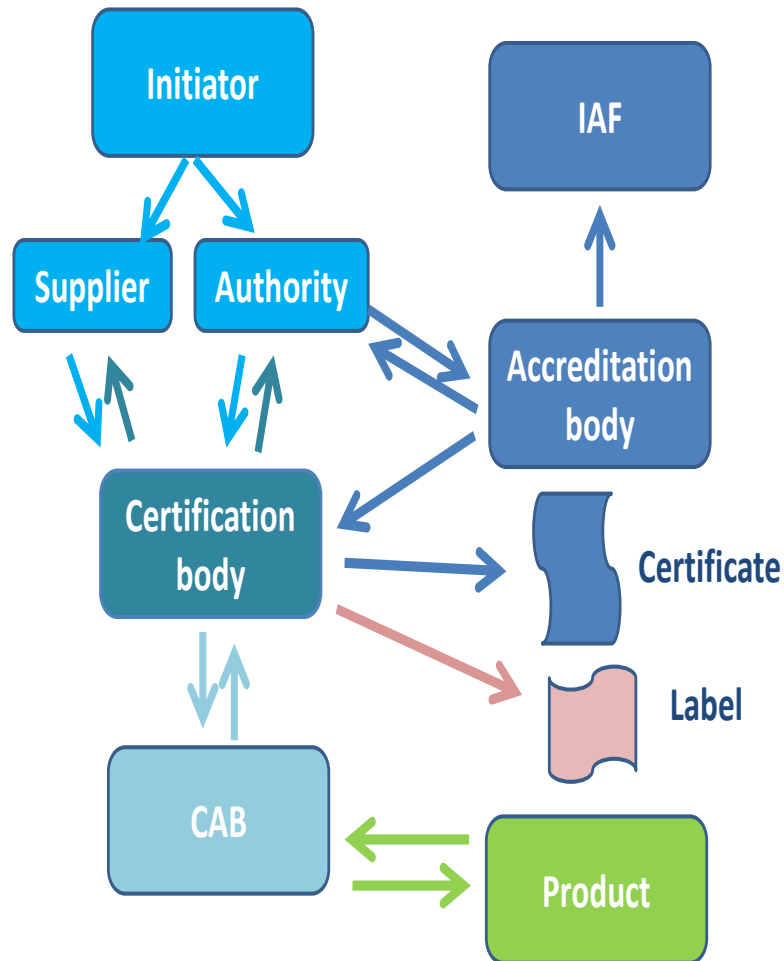 Initiator
IAF
Supplier
Authority
Accreditation
body
Certification
body
Certificate
Label
CAB
Product